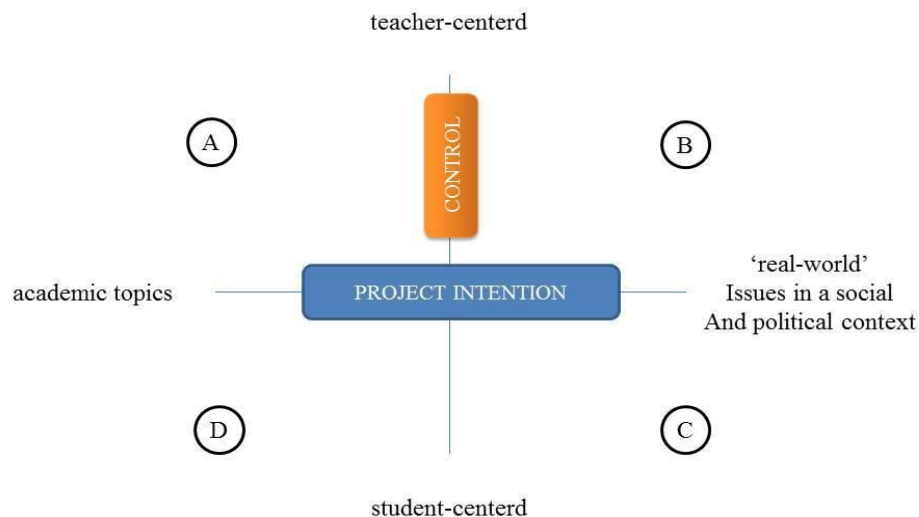 teacher-centerd
A
CONTROL
B
academic topics
PROJECT INTENTION
‘real-world’
Issues in a social
And political context
D
C
student-centerd